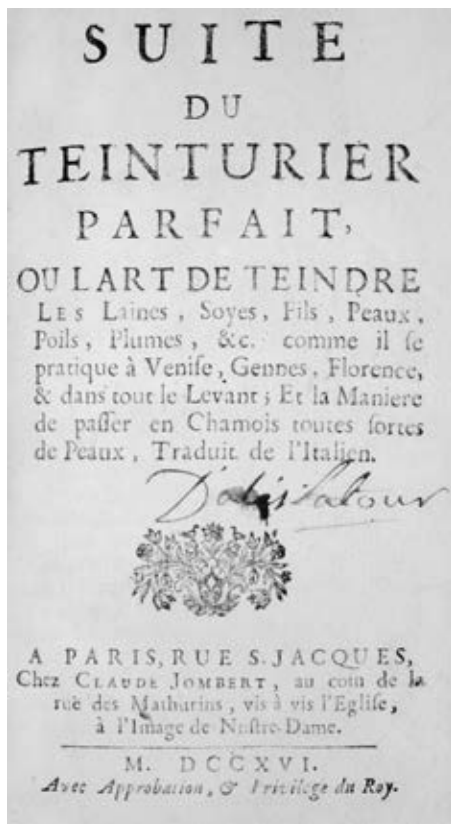 SUITE
DU
TEINTURIER
PARFAIT,
OU LART DE TEINDRE
LES Laines, Soyes, Fils, Peaux,
Poils, Plumes, &c. comme il ſe
pratique à Veniſe, Gennes, Florence,
& dans tout le Levant; Et la Maniere
de paſſer en Chamois toutes ſortes
de Peaux, Traduit de l'Italien.
A PARIS, RUE S. JACQUES,
Chez CLAUDE JOMBERT, au coin de la
ruë des Mathurins, vis à vis l'Egliſe,
à l'Image de Noſtre-Dame.
M. DCCXVI.
Avec Approbation, & Privilege du Roy.